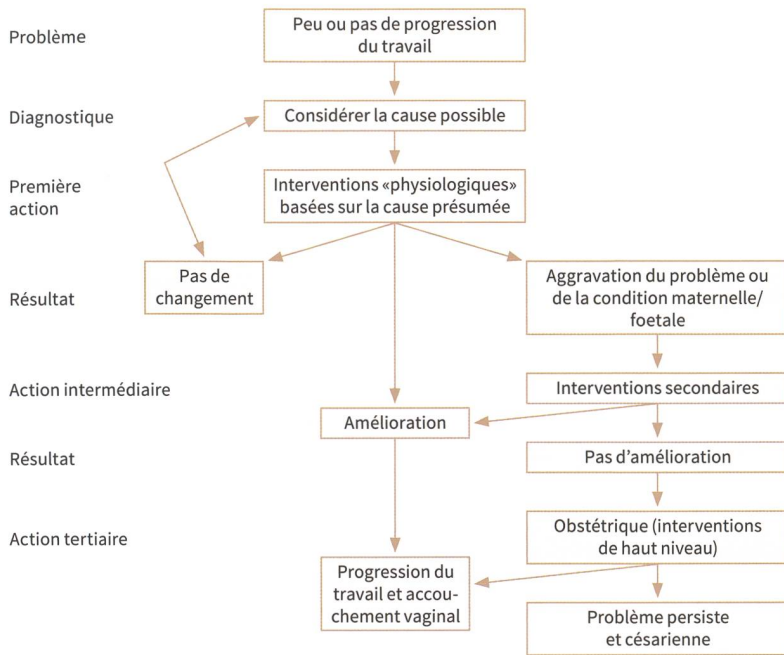 Problème
Peu ou pas de progression
du travail
Diagnostique
Considérer la cause possible
Première
action
Interventions «physiologiques»
basées sur la cause présumée
Résultat
Pas de
changement
Aggravation du problème ou
de la condition maternelle/
foetale
Action intermédiaire
Interventions secondaires
Amélioration
Résultat
Pas d'amélioration
Action tertiaire
Obstétrique (interventions
de haut niveau)
Progression du
travail et accou-
chement vaginal
Problème persiste
et césarienne